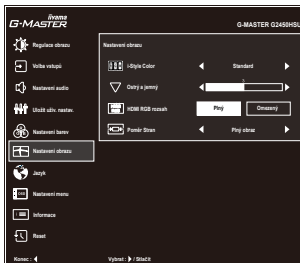 iiyama
G-MASTER
G-MASTER G2450HSU
Regulace obrazu
Volba vstupů
Nastavení audio
Uložit uživ. nastav.
Nastavení barev
Nastavení obrazu
Jazyk
Nastavení menu
Informace
Reset
Nastavení obrazu
i-Style Color
Standard
Ostrý a jemný
3
HDMI RGB rozsah
Plný
Omezený
Poměr Stran
Plný obraz
Konec :
Vybrat : / Stlačit